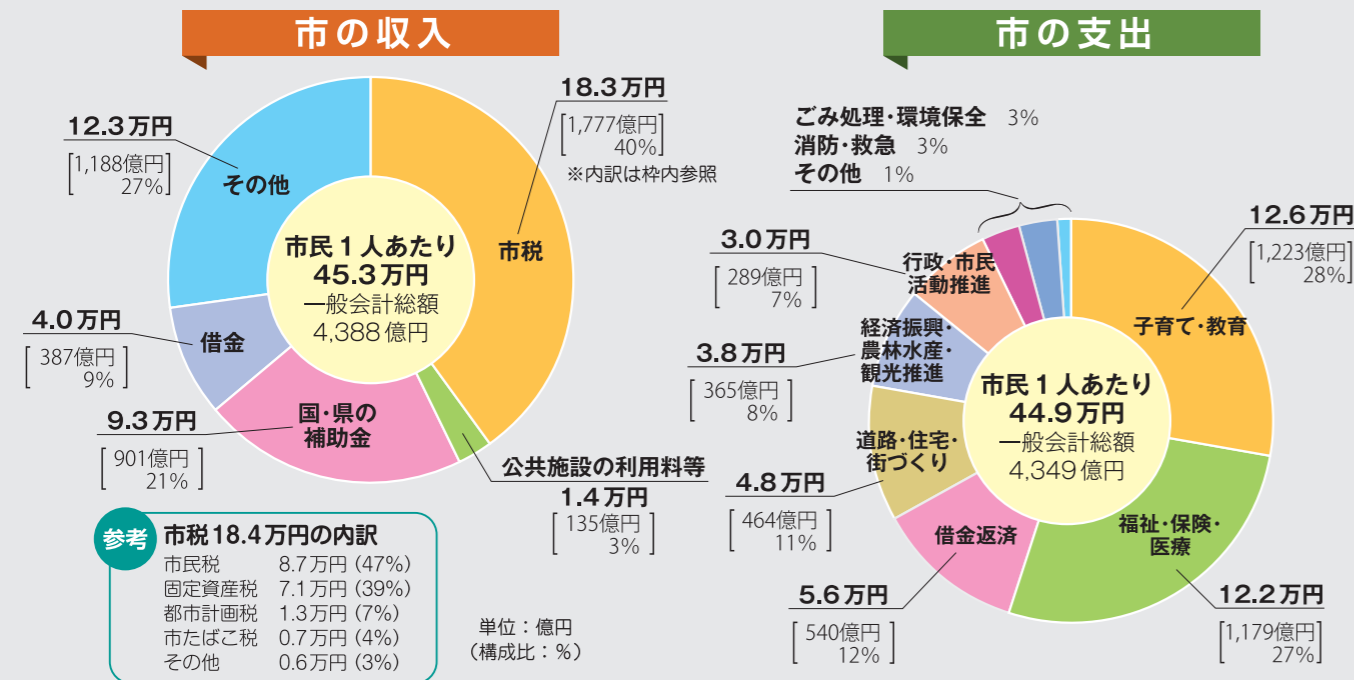 市の収入
18.3万円
[1,777億円
40%]
※内訳は枠内参照
市税
12.3万円
[1,188億円
27%]
その他
市民1人あたり
45.3万円
一般会計総額
4,388億円
4.0万円
[387億円
9%]
借金
9.3万円
[901億円
21%]
国・県の
補助金
公共施設の利用料等
1.4万円
[135億円
3%]
参考
市税18.4万円の内訳
市民税 8.7万円 (47%)
固定資産税 7.1万円 (39%)
都市計画税 1.3万円 (7%)
市たばこ税 0.7万円 (4%)
その他 0.6万円 (3%)
単位：億円
（構成比：%）
市の支出
ごみ処理・環境保全 3%
消防・救急 3%
その他 1%
12.6万円
[1,223億円
28%]
子育て・教育
3.0万円
[289億円
7%]
行政・市民
活動推進
3.8万円
[365億円
8%]
経済振興・
農林水産・
観光推進
市民1人あたり
44.9万円
一般会計総額
4,349億円
4.8万円
[464億円
11%]
道路・住宅・
街づくり
5.6万円
[540億円
12%]
借金返済
福祉・保険・
医療
12.2万円
[1,179億円
27%]